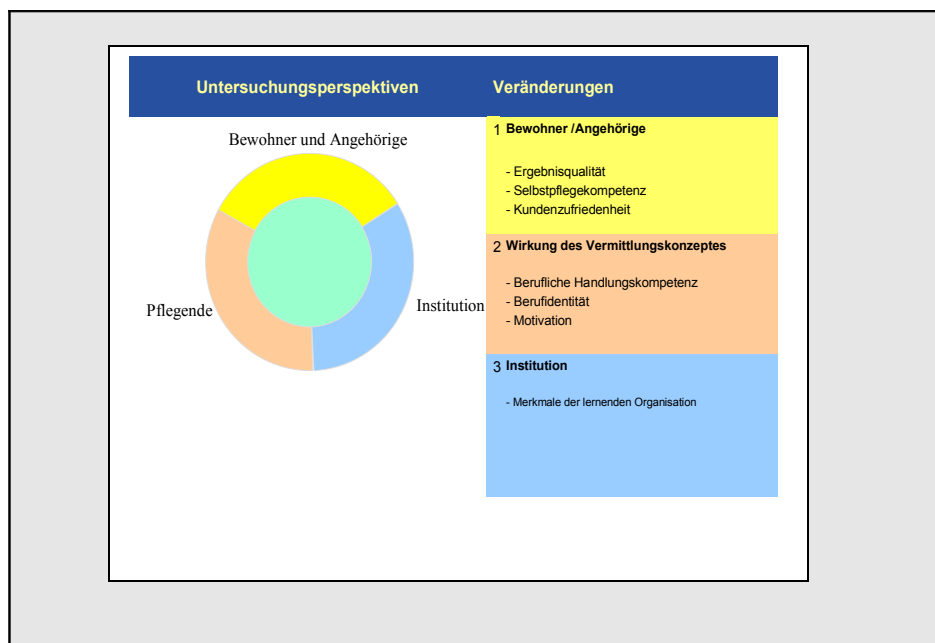 Untersuchungsperspektiven
Veränderungen
Bewohner und Angehörige
Pflegende
Institution
1 Bewohner /Angehörige
- Ergebnisqualität
- Selbstpflegekompetenz
- Kundenzufriedenheit
2 Wirkung des Vermittlungskonzeptes
- Berufliche Handlungskompetenz
- Berufidentität
- Motivation
3 Institution
- Merkmale der lernenden Organisation